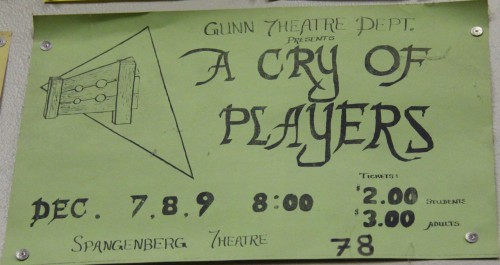 GUNN THEATRE DEPT.
PRESENTS
A CRY OF
PLAYERS
TICKETS:
DEC. 7.8.9 8:00 $2.00 STUDENTS
$3.00 ADULTS
SPANGENBERG THEATRE 78